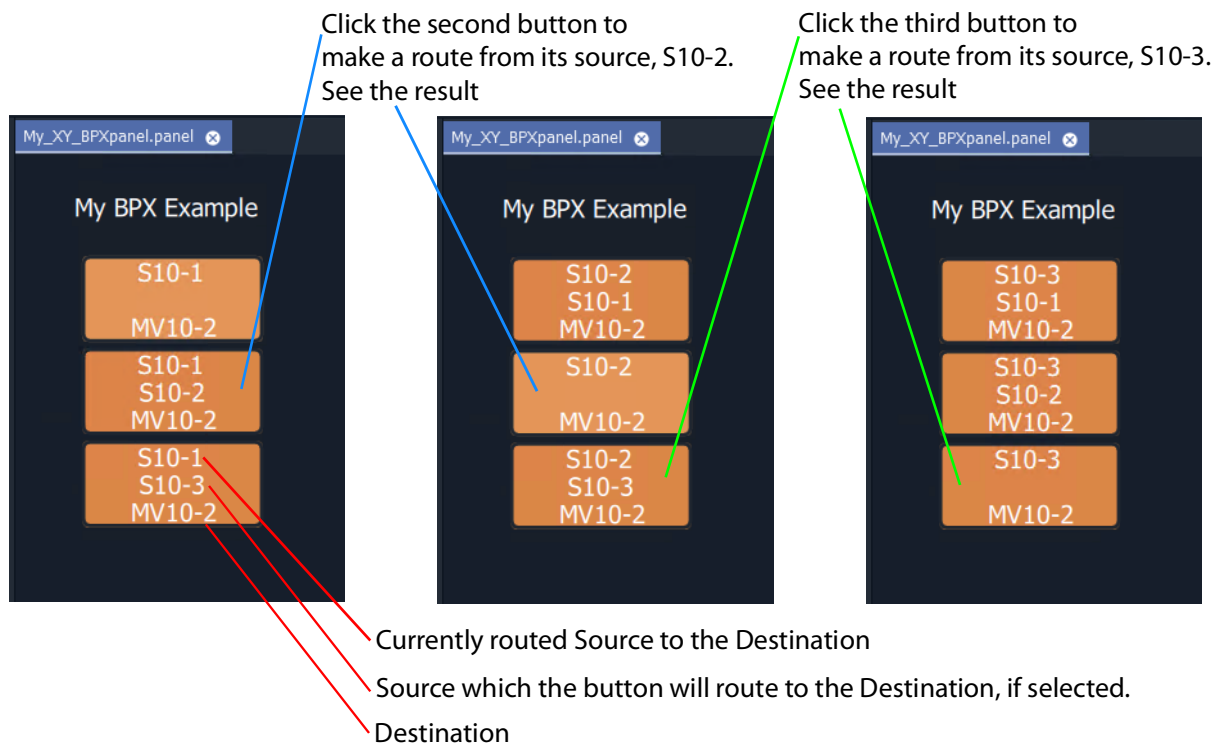 Click the second button to
make a route from its source, S10-2.
See the result
Click the third button to
make a route from its source, S10-3.
See the result
My_XY_BPXpanel.panel
My BPX Example
S10-1
MV10-2
S10-1
S10-2
MV10-2
S10-1
S10-3
MV10-2
My_XY_BPXpanel.panel
My BPX Example
S10-2
S10-1
MV10-2
S10-2
MV10-2
S10-2
S10-3
MV10-2
My_XY_BPXpanel.panel
My BPX Example
S10-3
S10-1
MV10-2
S10-3
S10-2
MV10-2
S10-3
MV10-2
Currently routed Source to the Destination
Source which the button will route to the Destination, if selected.
Destination